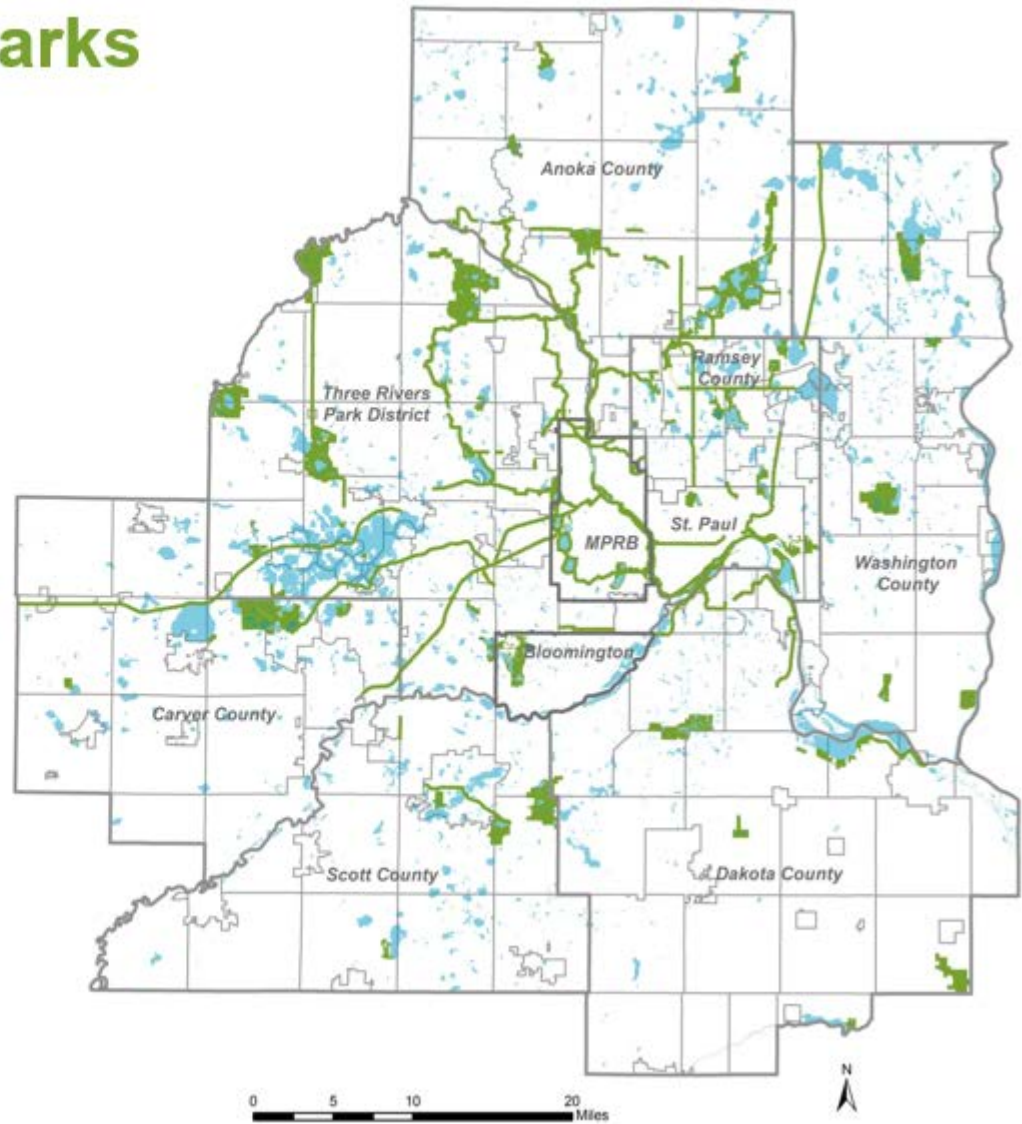 arks
Anoka County
Ramsey
County
Three Rivers
Park District
St. Paul
MPRB
Washington
County
Bloomington
Carver County
Scott County
Dakota County
N
0 5 10 20
Miles